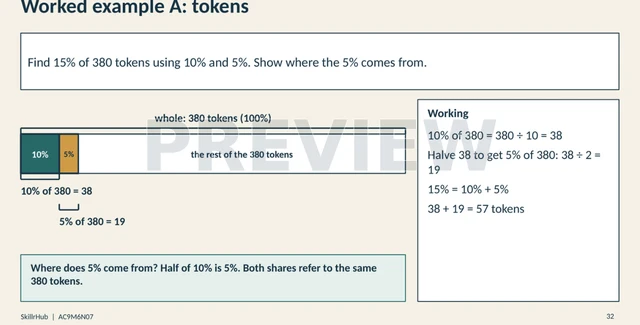 Worked example A: tokens
Find 15% of 380 tokens using 10% and 5%. Show where the 5% comes from.
whole: 380 tokens (100%)
10%
5%
the rest of the 380 tokens
10% of 380 = 38
5% of 380 = 19
Where does 5% come from? Half of 10% is 5%. Both shares refer to the same
380 tokens.
Working
10% of 380 = 380 ÷ 10 = 38
Halve 38 to get 5% of 380: 38 ÷ 2 =
19
15% = 10% + 5%
38 + 19 = 57 tokens
PREVIEW
SkillrHub | AC9M6N07
32